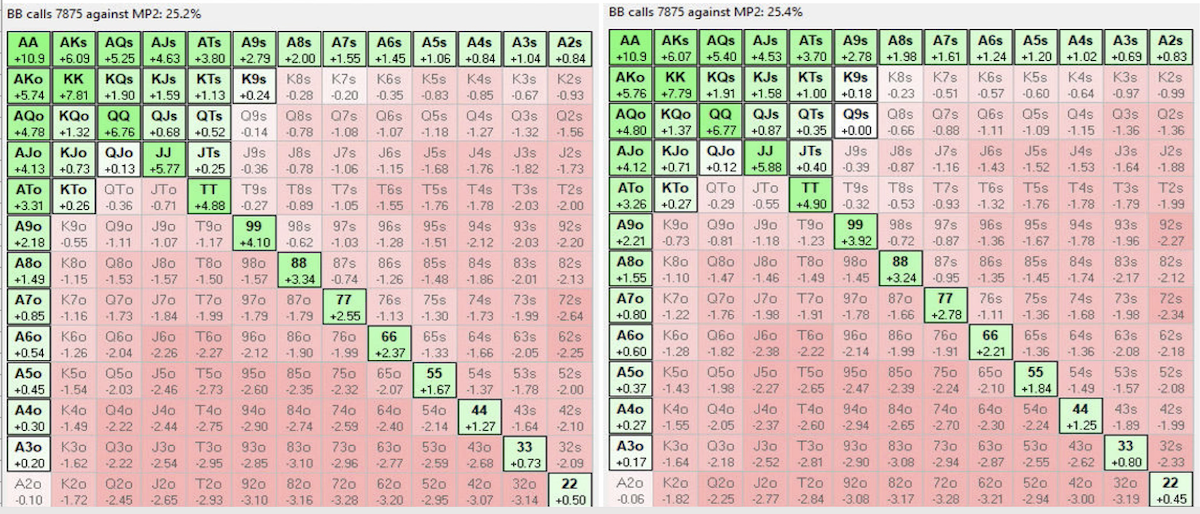 BB calls 7875 against MP2: 25.2%
AA AKs AQs AJs ATs A9s A8s A7s A6s A5s A4s A3s A2s
+10.9 +6.09 +5.25 +4.63 +3.80 +2.79 +2.00 +1.55 +1.45 +1.06 +0.84 +1.04 +0.84
AKo KK KQs KJs KTs K9s K8s K7s K6s K5s K4s K3s K2s
+5.74 +7.81 +1.90 +1.59 +1.13 +0.24 -0.28 -0.20 -0.35 -0.83 -0.85 -0.67 -0.93
AQo KQo QQ QJs QTs Q9s Q8s Q7s Q6s Q5s Q4s Q3s Q2s
+4.78 +1.32 +6.76 +0.68 +0.52 -0.14 -0.78 -1.08 -1.07 -1.18 -1.27 -1.32 -1.56
AJo KJo QJo JJ JTs J9s J8s J7s J6s J5s J4s J3s J2s
+4.13 +0.73 +0.13 +5.77 +0.25 -0.36 -0.78 -1.06 -1.15 -1.68 -1.76 -1.82 -1.73
ATo KTo QTo JTo TT T9s T8s T7s T6s T5s T4s T3s T2s
+3.31 +0.26 -0.36 -0.71 +4.88 -0.27 -0.89 -1.05 -1.55 -1.76 -1.78 -2.03 -2.00
A9o K9o Q9o J9o T9o 99 98s 97s 96s 95s 94s 93s 92s
+2.18 -0.55 -1.11 -1.07 -1.17 +4.10 -0.62 -1.03 -1.28 -1.51 -2.12 -2.03 -2.20
A8o K8o Q8o J8o T8o 98o 88 87s 86s 85s 84s 83s 82s
+1.49 -1.15 -1.53 -1.57 -1.50 -1.57 +3.34 -0.74 -1.26 -1.48 -1.86 -2.01 -2.13
A7o K7o Q7o J7o T7o 97o 87o 77 76s 75s 74s 73s 72s
+0.85 -1.16 -1.73 -1.84 -1.99 -1.79 -1.79 +2.55 -1.13 -1.30 -1.73 -1.99 -2.64
A6o K6o Q6o J6o T6o 96o 86o 76o 66 65s 64s 63s 62s
+0.54 -1.26 -2.04 -2.26 -2.27 -2.12 -1.90 -1.99 +2.37 -1.33 -1.66 -2.05 -2.25
A5o K5o Q5o J5o T5o 95o 85o 75o 65o 55 54s 53s 52s
+0.45 -1.54 -2.03 -2.46 -2.73 -2.60 -2.35 -2.32 -2.07 +1.67 -1.37 -1.78 -2.00
A4o K4o Q4o J4o T4o 94o 84o 74o 64o 54o 44 43s 42s
+0.30 -1.49 -2.22 -2.44 -2.75 -2.90 -2.74 -2.59 -2.40 -2.14 +1.27 -1.64 -2.10
A3o K3o Q3o J3o T3o 93o 83o 73o 63o 53o 43o 33 32s
+0.20 -1.62 -2.22 -2.54 -2.95 -2.85 -3.10 -2.96 -2.77 -2.59 -2.68 +0.73 -2.09
A2o K2o Q2o J2o T2o 92o 82o 72o 62o 52o 42o 32o 22
-0.10 -1.72 -2.45 -2.65 -2.93 -3.10 -3.16 -3.28 -3.20 -2.95 -3.07 -3.14 +0.50
BB calls 7875 against MP2: 25.4%
AA AKs AQs AJs ATs A9s A8s A7s A6s A5s A4s A3s A2s
+10.9 +6.07 +5.40 +4.53 +3.70 +2.78 +1.98 +1.61 +1.24 +1.20 +1.02 +0.69 +0.83
AKo KK KQs KJs KTs K9s K8s K7s K6s K5s K4s K3s K2s
+5.76 +7.79 +1.91 +1.58 +1.00 +0.18 -0.23 -0.51 -0.57 -0.60 -0.64 -0.97 -0.99
AQo KQo QQ QJs QTs Q9s Q8s Q7s Q6s Q5s Q4s Q3s Q2s
+4.80 +1.37 +6.77 +0.87 +0.35 +0.00 -0.66 -0.88 -1.11 -1.09 -1.15 -1.36 -1.36
AJo KJo QJo JJ JTs J9s J8s J7s J6s J5s J4s J3s J2s
+4.12 +0.71 +0.12 +5.88 +0.40 -0.39 -0.87 -1.16 -1.43 -1.52 -1.53 -1.64 -1.88
ATo KTo QTo JTo TT T9s T8s T7s T6s T5s T4s T3s T2s
+3.26 +0.27 -0.29 -0.55 +4.90 -0.32 -0.53 -0.93 -1.32 -1.76 -1.78 -1.79 -1.99
A9o K9o Q9o J9o T9o 99 98s 97s 96s 95s 94s 93s 92s
+2.21 -0.73 -0.81 -1.18 -1.23 +3.92 -0.72 -0.87 -1.36 -1.67 -1.78 -1.96 -2.27
A8o K8o Q8o J8o T8o 98o 88 87s 86s 85s 84s 83s 82s
+1.55 -1.10 -1.47 -1.46 -1.49 -1.45 +3.24 -0.95 -1.35 -1.45 -1.74 -2.17 -2.12
A7o K7o Q7o J7o T7o 97o 87o 77 76s 75s 74s 73s 72s
+0.80 -1.22 -1.76 -1.98 -1.91 -1.78 -1.66 +2.78 -1.11 -1.36 -1.68 -1.98 -2.34
A6o K6o Q6o J6o T6o 96o 86o 76o 66 65s 64s 63s 62s
+0.60 -1.28 -1.82 -2.38 -2.22 -2.14 -1.99 -1.91 +2.21 -1.36 -1.36 -2.08 -2.18
A5o K5o Q5o J5o T5o 95o 85o 75o 65o 55 54s 53s 52s
+0.37 -1.43 -1.98 -2.27 -2.65 -2.47 -2.39 -2.24 -2.10 +1.84 -1.49 -1.57 -2.08
A4o K4o Q4o J4o T4o 94o 84o 74o 64o 54o 44 43s 42s
+0.27 -1.55 -2.05 -2.37 -2.60 -2.94 -2.65 -2.70 -2.30 -2.24 +1.25 -1.89 -1.99
A3o K3o Q3o J3o T3o 93o 83o 73o 63o 53o 43o 33 32s
+0.17 -1.64 -2.18 -2.52 -2.81 -2.90 -3.08 -2.94 -2.87 -2.55 -2.62 +0.80 -2.33
A2o K2o Q2o J2o T2o 92o 82o 72o 62o 52o 42o 32o 22
-0.06 -1.82 -2.25 -2.77 -2.84 -3.08 -3.17 -3.28 -3.21 -2.94 -3.00 -3.19 +0.45